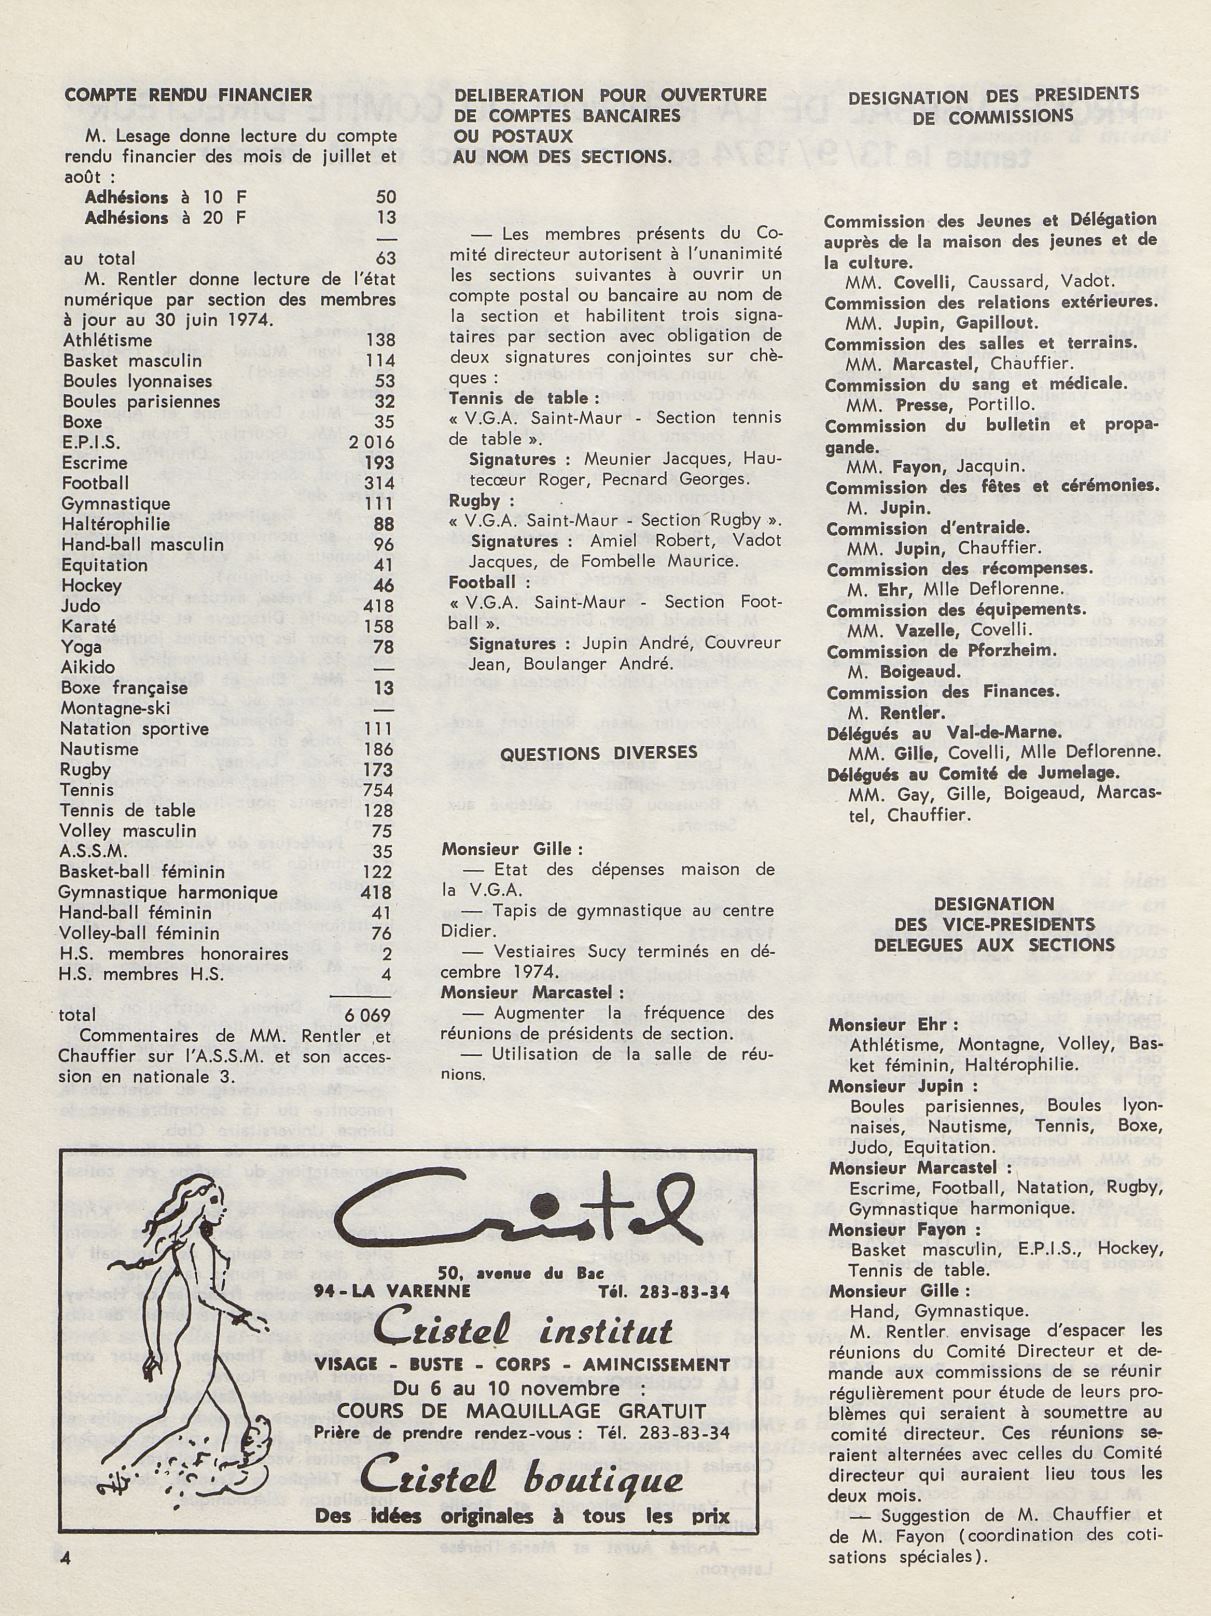 COMPTE RENDU FINANCIER
M. Lesage donne lecture du compte
rendu financier des mois de juillet et
août :
Adhésions à 10 F 50
Adhésions à 20 F 13
—
au total 63
M. Rentler donne lecture de l'état
numérique par section des membres
à jour au 30 juin 1974.
Athlétisme 138
Basket masculin 114
Boules lyonnaises 53
Boules parisiennes 32
Boxe 35
E.P.I.S. 2 016
Escrime 193
Football 314
Gymnastique 111
Haltérophilie 88
Hand-ball masculin 96
Equitation 41
Hockey 46
Judo 418
Karaté 158
Yoga 78
Aikido —
Boxe française 13
Montagne-ski —
Natation sportive 111
Nautisme 186
Rugby 173
Tennis 754
Tennis de table 128
Volley masculin 75
A.S.S.M. 35
Basket-ball féminin 122
Gymnastique harmonique 418
Hand-ball féminin 41
Volley-ball féminin 76
H.S. membres honoraires 2
H.S. membres H.S. 4
total 6 069
Commentaires de MM. Rentler et
Chauffier sur l'A.S.S.M. et son acces-
sion en nationale 3.
DELIBERATION POUR OUVERTURE
DE COMPTES BANCAIRES
OU POSTAUX
AU NOM DES SECTIONS.
— Les membres présents du Co-
mité directeur autorisent à l'unanimité
les sections suivantes à ouvrir un
compte postal ou bancaire au nom de
la section et habilitent trois signa-
taires par section avec obligation de
deux signatures conjointes sur chè-
ques :
Tennis de table :
« V.G.A. Saint-Maur - Section tennis
de table ».
Signatures : Meunier Jacques, Hau-
tecœur Roger, Pecnard Georges.
Rugby :
« V.G.A. Saint-Maur - Section Rugby ».
Signatures : Amiel Robert, Vadot
Jacques, de Fombelle Maurice.
Football :
« V.G.A. Saint-Maur - Section Foot-
ball ».
Signatures : Jupin André, Couvreur
Jean, Boulanger André.
QUESTIONS DIVERSES
Monsieur Gille :
— Etat des dépenses maison de
la V.G.A.
— Tapis de gymnastique au centre
Didier.
— Vestiaires Sucy terminés en dé-
cembre 1974.
Monsieur Marcastel :
— Augmenter la fréquence des
réunions de présidents de section.
— Utilisation de la salle de réu-
nions.
DESIGNATION DES PRESIDENTS
DE COMMISSIONS
Commission des Jeunes et Délégation
auprès de la maison des jeunes et de
la culture.
MM. Covelli, Caussard, Vadot.
Commission des relations extérieures.
MM. Jupin, Gapillout.
Commission des salles et terrains.
MM. Marcastel, Chauffier.
Commission du sang et médicale.
MM. Presse, Portillo.
Commission du bulletin et propa-
gande.
MM. Fayon, Jacquin.
Commission des fêtes et cérémonies.
M. Jupin.
Commission d'entraide.
MM. Jupin, Chauffier.
Commission des récompenses.
M. Ehr, Mlle Deflorenne.
Commission des équipements.
MM. Vazelle, Covelli.
Commission de Pforzheim.
M. Boigeaud.
Commission des Finances.
M. Rentler.
Délégués au Val-de-Marne.
MM. Gille, Covelli, Mlle Deflorenne.
Délégués au Comité de Jumelage.
MM. Gay, Gille, Boigeaud, Marcas-
tel, Chauffier.
DESIGNATION
DES VICE-PRESIDENTS
DELEGUES AUX SECTIONS
Monsieur Ehr :
Athlétisme, Montagne, Volley, Bas-
ket féminin, Haltérophilie.
Monsieur Jupin :
Boules parisiennes, Boules lyon-
naises, Nautisme, Tennis, Boxe,
Judo, Equitation.
Monsieur Marcastel :
Escrime, Football, Natation, Rugby,
Gymnastique harmonique.
Monsieur Fayon :
Basket masculin, E.P.I.S., Hockey,
Tennis de table.
Monsieur Gille :
Hand, Gymnastique.
M. Rentler envisage d'espacer les
réunions du Comité Directeur et de-
mande aux commissions de se réunir
régulièrement pour étude de leurs pro-
blèmes qui seraient à soumettre au
comité directeur. Ces réunions se-
raient alternées avec celles du Comité
directeur qui auraient lieu tous les
deux mois.
— Suggestion de M. Chauffier et
de M. Fayon (coordination des coti-
sations spéciales).
Cristel
50, avenue du Bac
94 - LA VARENNE Tél. 283-83-34
Cristel institut
VISAGE - BUSTE - CORPS - AMINCISSEMENT
Du 6 au 10 novembre :
COURS DE MAQUILLAGE GRATUIT
Prière de prendre rendez-vous : Tél. 283-83-34
Cristel boutique
Des idées originales à tous les prix
4